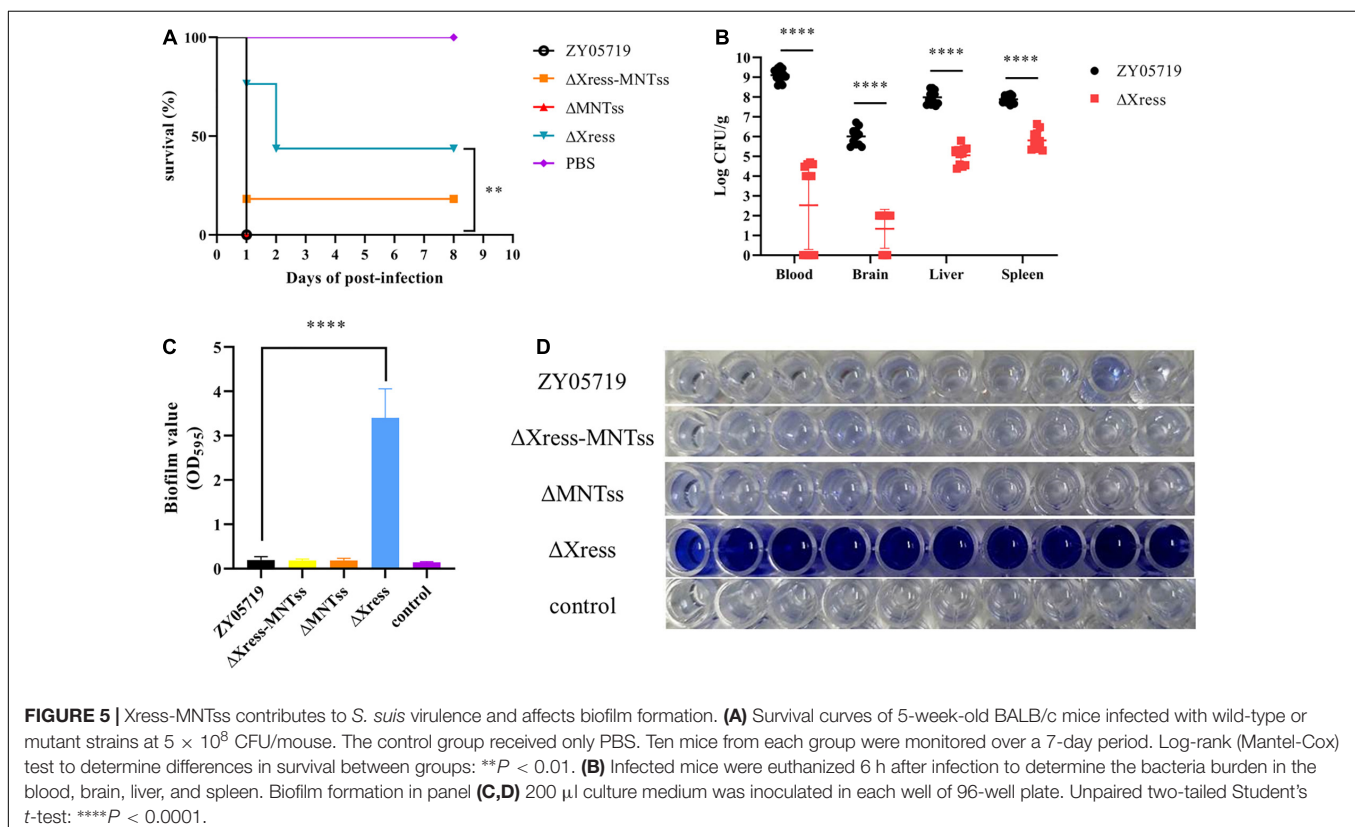 A
survival (%)
100
50
0
0 1 2 3 4 5 6 7 8 9 10
Days of post-infection
**
ZY05719
ΔXress-MNTss
ΔMNTss
ΔXress
PBS
B
Log CFU/g
10
9
8
7
6
5
4
3
2
1
0
**** **** **** ****
Blood Brain Liver Spleen
ZY05719
ΔXress
C
Biofilm value
(OD595)
5
4
3
2
1
0
****
ZY05719
ΔXress-MNTss
ΔMNTss
ΔXress
control
D
ZY05719
ΔXress-MNTss
ΔMNTss
ΔXress
control
FIGURE 5 | Xress-MNTss contributes to S. suis virulence and affects biofilm formation. (A) Survival curves of 5-week-old BALB/c mice infected with wild-type or
mutant strains at 5 × 10⁸ CFU/mouse. The control group received only PBS. Ten mice from each group were monitored over a 7-day period. Log-rank (Mantel-Cox)
test to determine differences in survival between groups: **P < 0.01. (B) Infected mice were euthanized 6 h after infection to determine the bacteria burden in the
blood, brain, liver, and spleen. Biofilm formation in panel (C,D) 200 μl culture medium was inoculated in each well of 96-well plate. Unpaired two-tailed Student's
t-test: ****P < 0.0001.